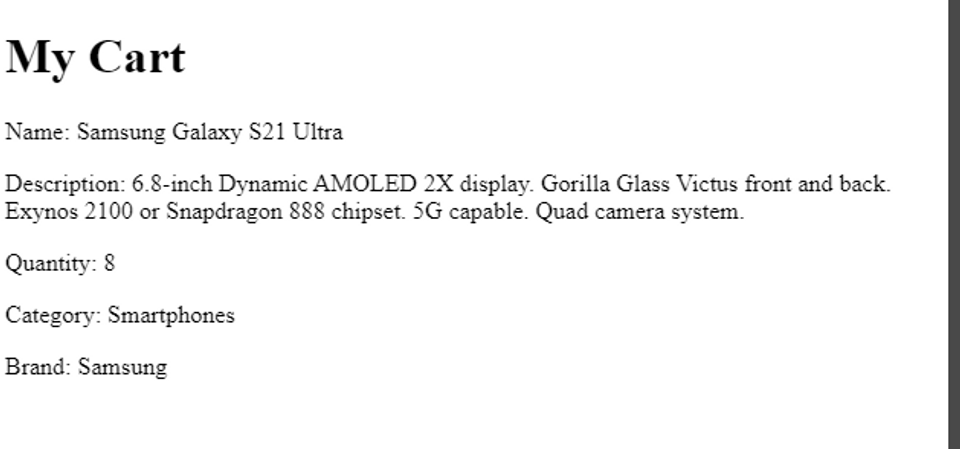 My Cart
Name: Samsung Galaxy S21 Ultra
Description: 6.8-inch Dynamic AMOLED 2X display. Gorilla Glass Victus front and back.
Exynos 2100 or Snapdragon 888 chipset. 5G capable. Quad camera system.
Quantity: 8
Category: Smartphones
Brand: Samsung